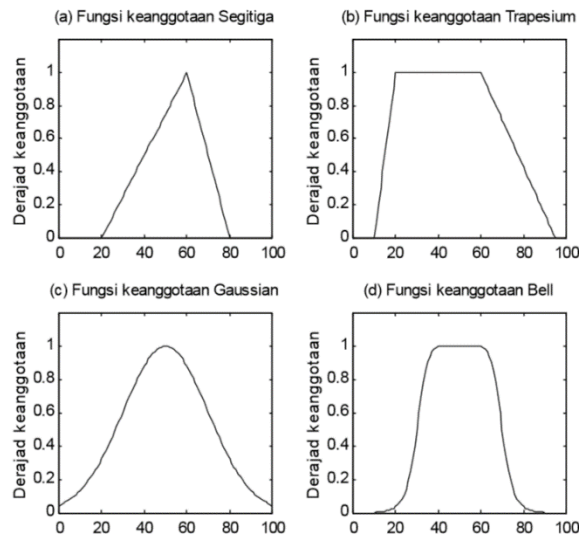 (a) Fungsi keanggotaan Segitiga
Derajad keanggotaan
1
0.8
0.6
0.4
0.2
0
0 20 40 60 80 100
(b) Fungsi keanggotaan Trapesium
Derajad keanggotaan
1
0.8
0.6
0.4
0.2
0
0 20 40 60 80 100
(c) Fungsi keanggotaan Gaussian
Derajad keanggotaan
1
0.8
0.6
0.4
0.2
0
0 20 40 60 80 100
(d) Fungsi keanggotaan Bell
Derajad keanggotaan
1
0.8
0.6
0.4
0.2
0
0 20 40 60 80 100